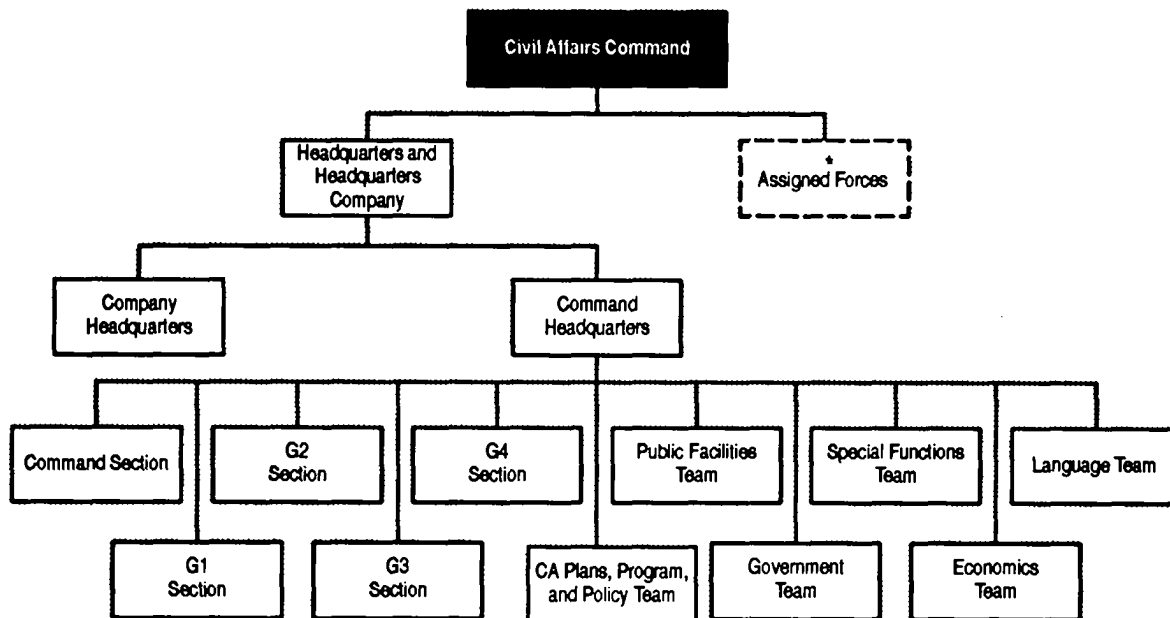 Civil Affairs Command
Headquarters and
Headquarters
Company
*
Assigned Forces
Company
Headquarters
Command
Headquarters
Command Section
G2
Section
G4
Section
Public Facilities
Team
Special Functions
Team
Language Team
G1
Section
G3
Section
CA Plans, Program,
and Policy Team
Government
Team
Economics
Team